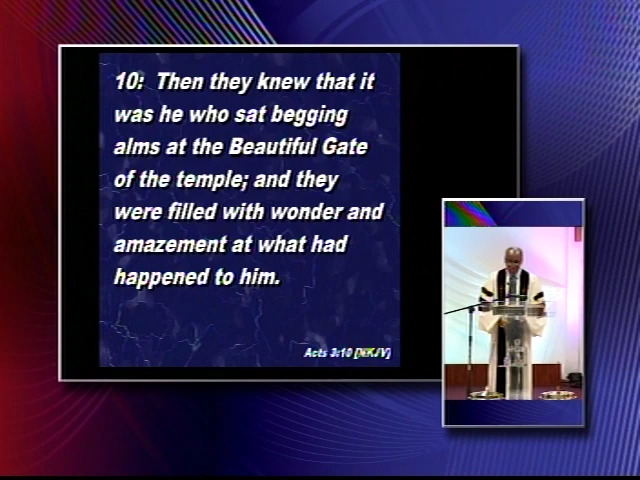 10: Then they knew that it
was he who sat begging
alms at the Beautiful Gate
of the temple; and they
were filled with wonder and
amazement at what had
happened to him.
Acts 3:10 [NKJV]